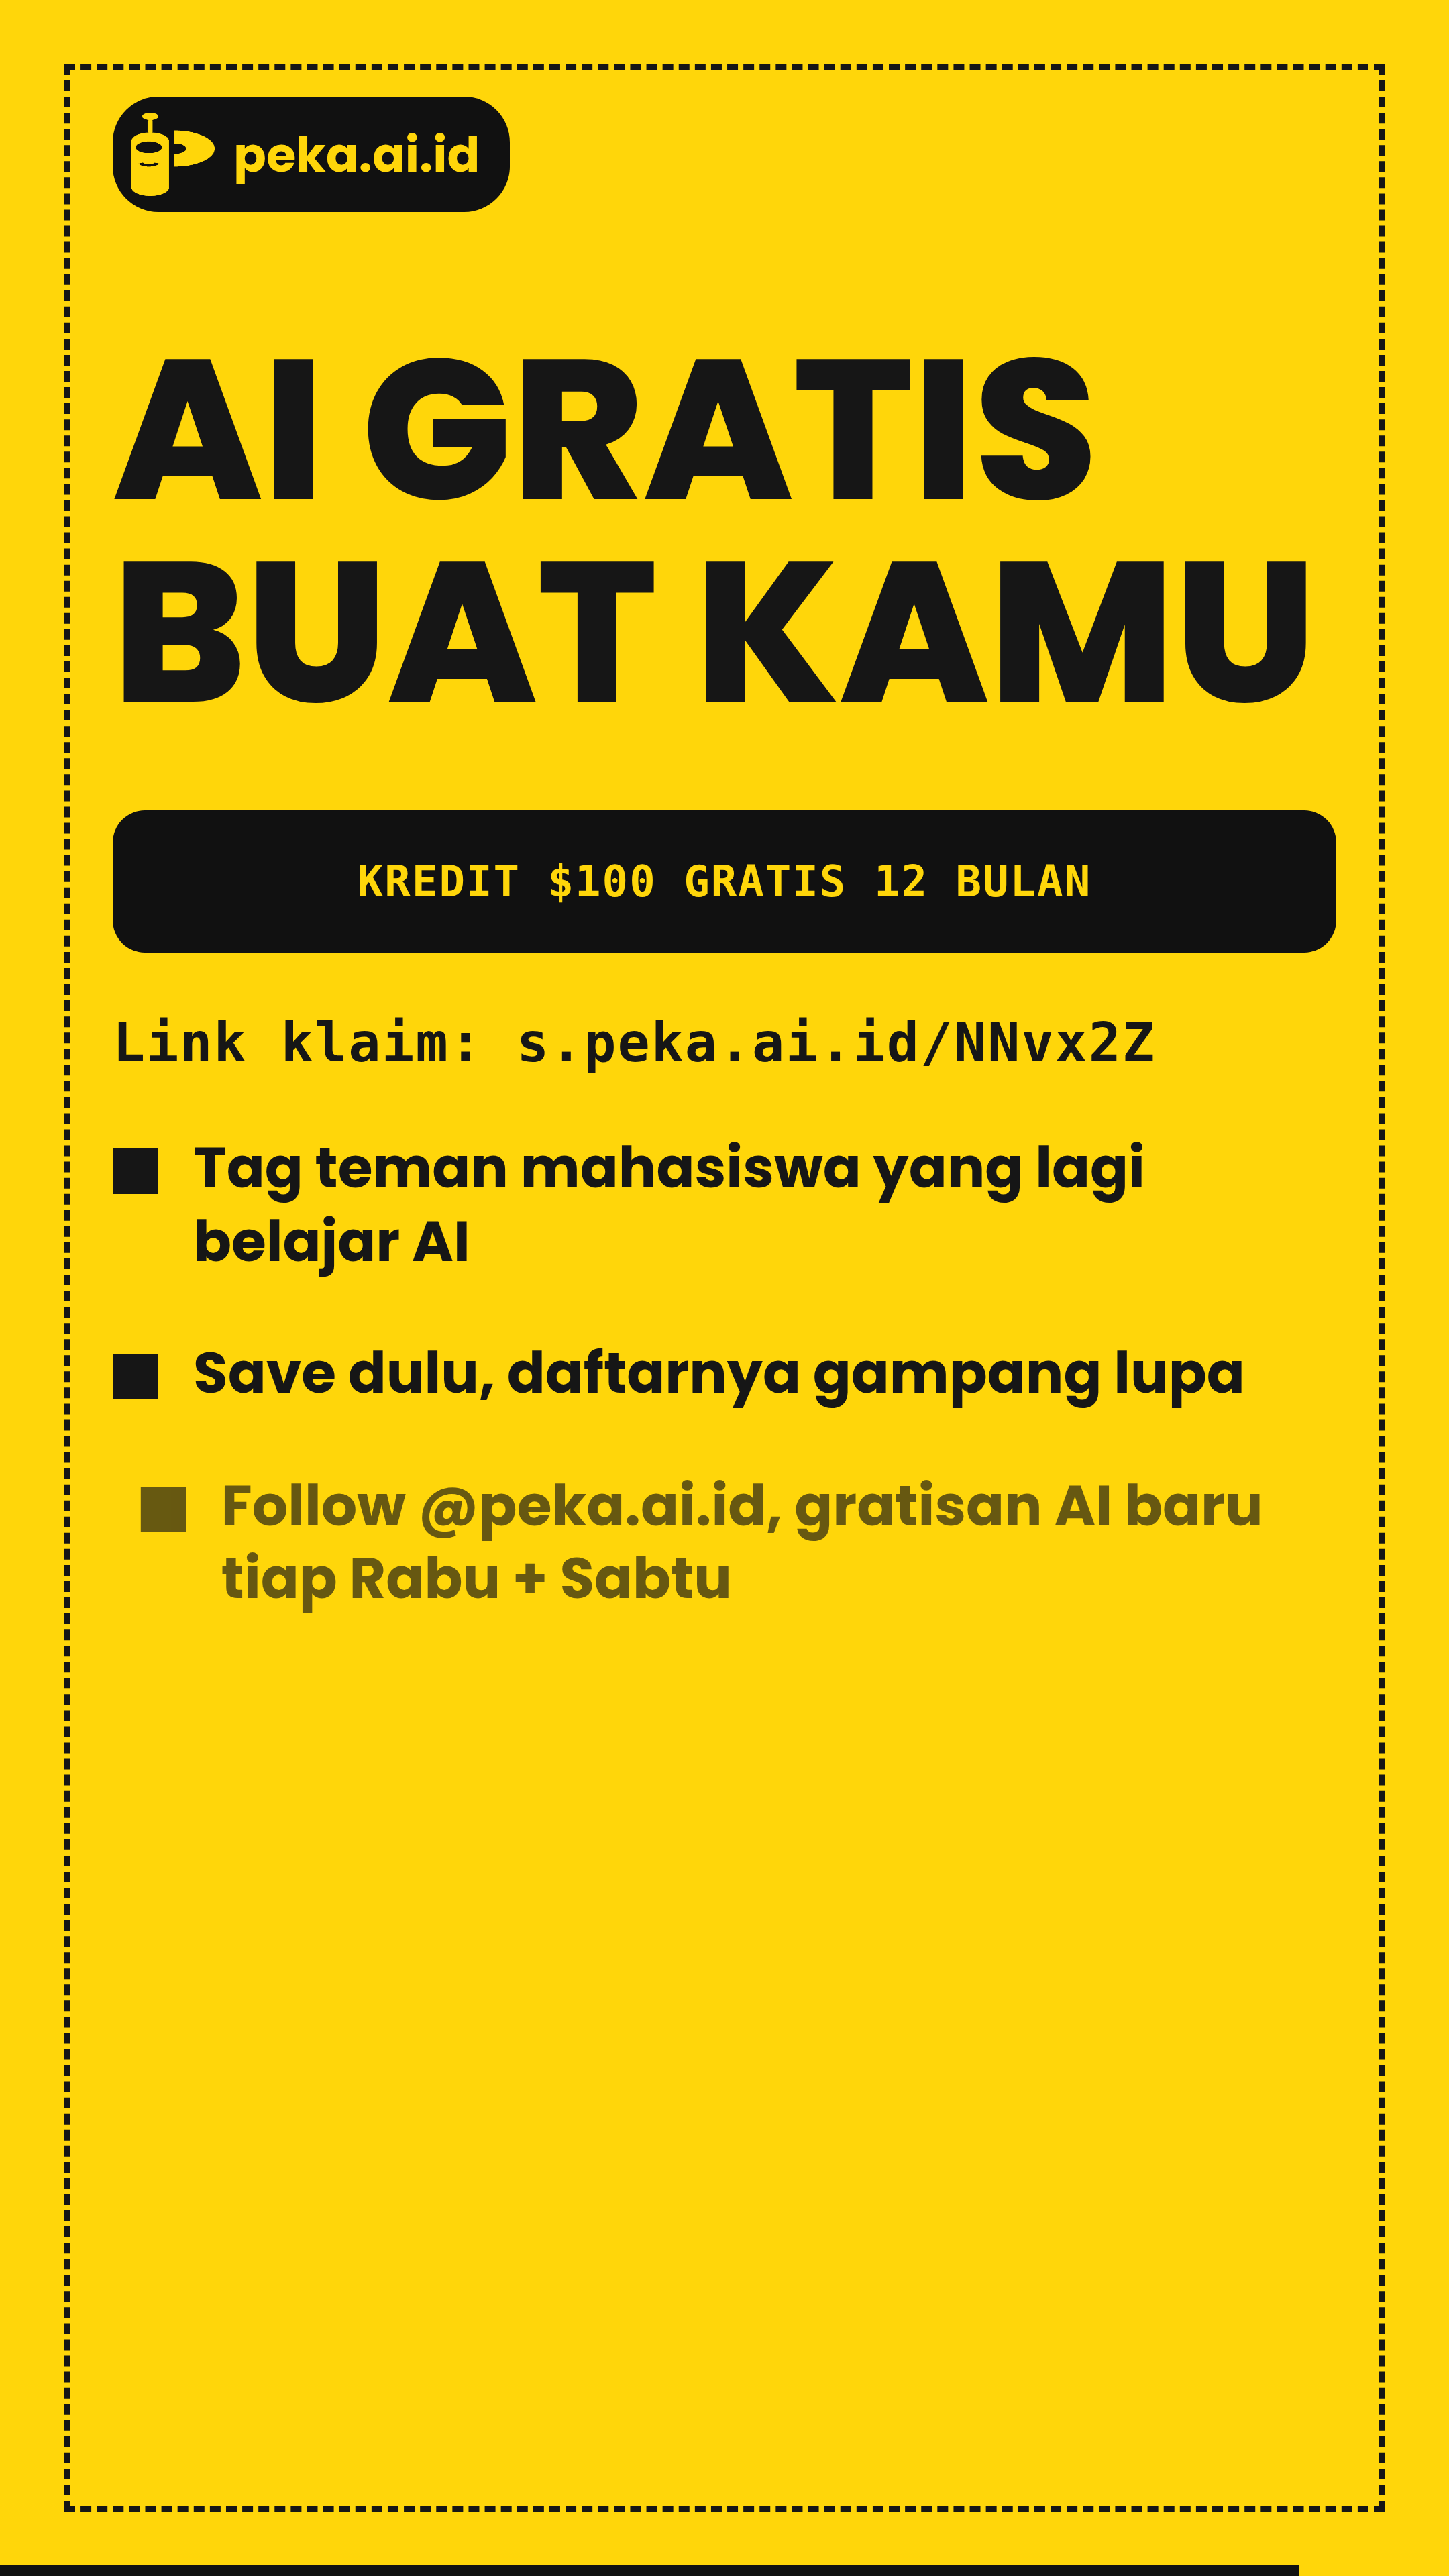 peka.ai.id
AI GRATIS
BUAT KAMU
KREDIT $100 GRATIS 12 BULAN
Link klaim: s.peka.ai.id/NNvx2Z
Tag teman mahasiswa yang lagi
belajar AI
Save dulu, daftarnya gampang lupa
Follow @peka.ai.id, gratisan AI baru
tiap Rabu + Sabtu